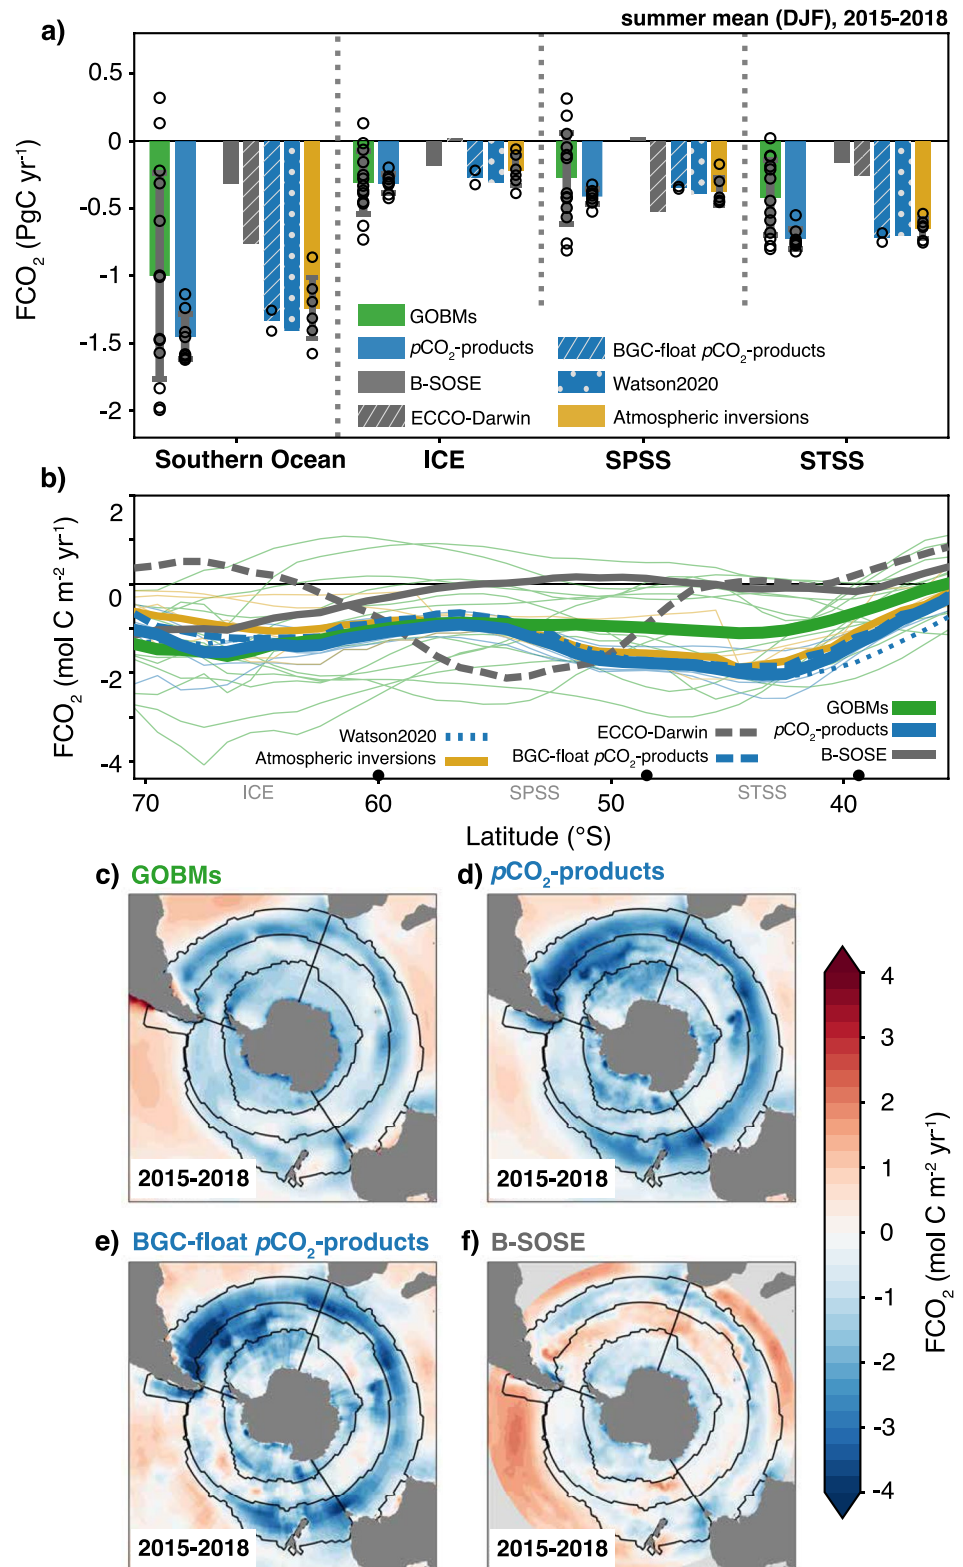 summer mean (DJF), 2015-2018
a)
0.5
0
-0.5
-1
-1.5
-2
FCO2 (PgC yr-1)
GOBMs
pCO2-products
B-SOSE
ECCO-Darwin
BGC-float pCO2-products
Watson2020
Atmospheric inversions
Southern Ocean ICE SPSS STSS
b)
2
0
-2
-4
FCO2 (mol C m-2 yr-1)
Watson2020
Atmospheric inversions
ECCO-Darwin
BGC-float pCO2-products
GOBMs
pCO2-products
B-SOSE
70 60 50 40
ICE SPSS STSS
Latitude (°S)
c) GOBMs
2015-2018
d) pCO2-products
2015-2018
e) BGC-float pCO2-products
2015-2018
f) B-SOSE
2015-2018
4
3
2
1
0
-1
-2
-3
-4
FCO2 (mol C m-2 yr-1)